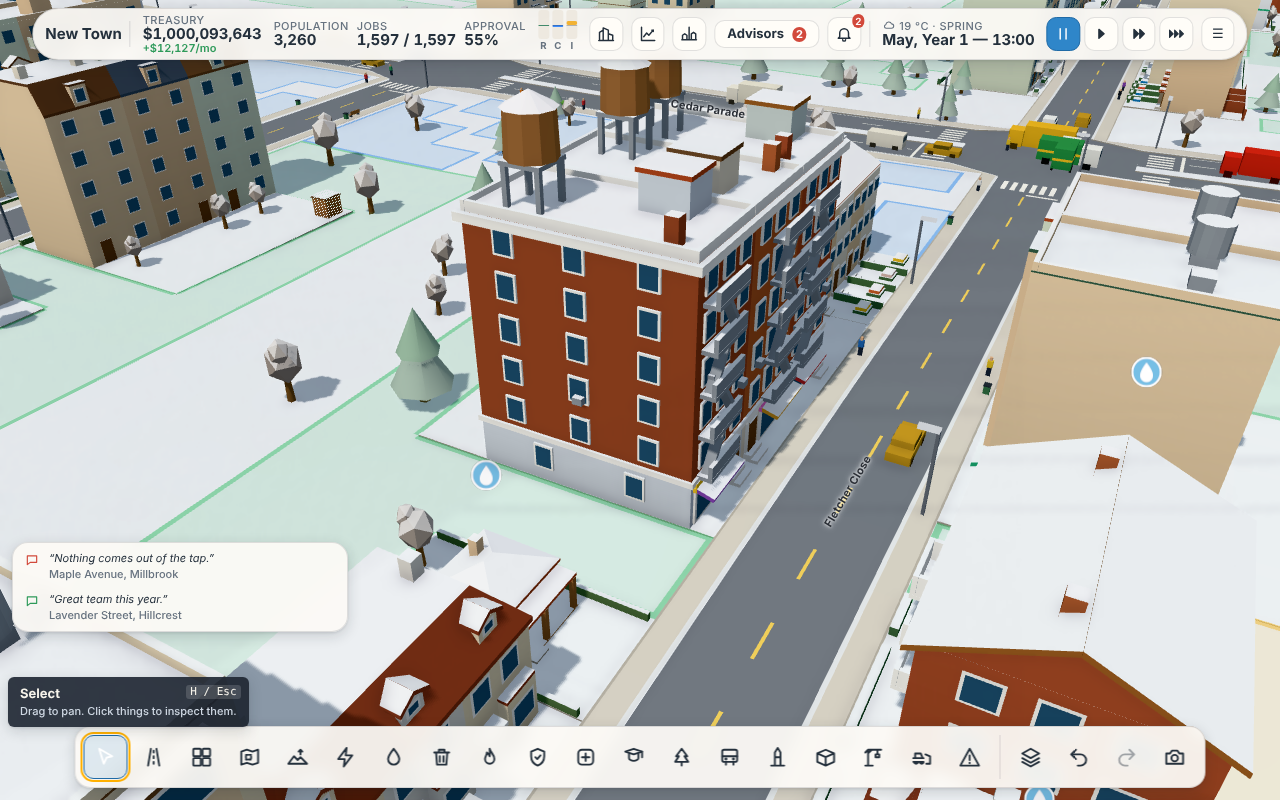 New Town
TREASURY
$1,000,093,643
+$12,127/mo
POPULATION
3,260
JOBS
1,597 / 1,597
APPROVAL
55%
R C I
Advisors 2
2
19 °C · SPRING
May, Year 1 — 13:00
Cedar Parade
Fletcher Close
“Nothing comes out of the tap.”
Maple Avenue, Millbrook
“Great team this year.”
Lavender Street, Hillcrest
Select H / Esc
Drag to pan. Click things to inspect them.